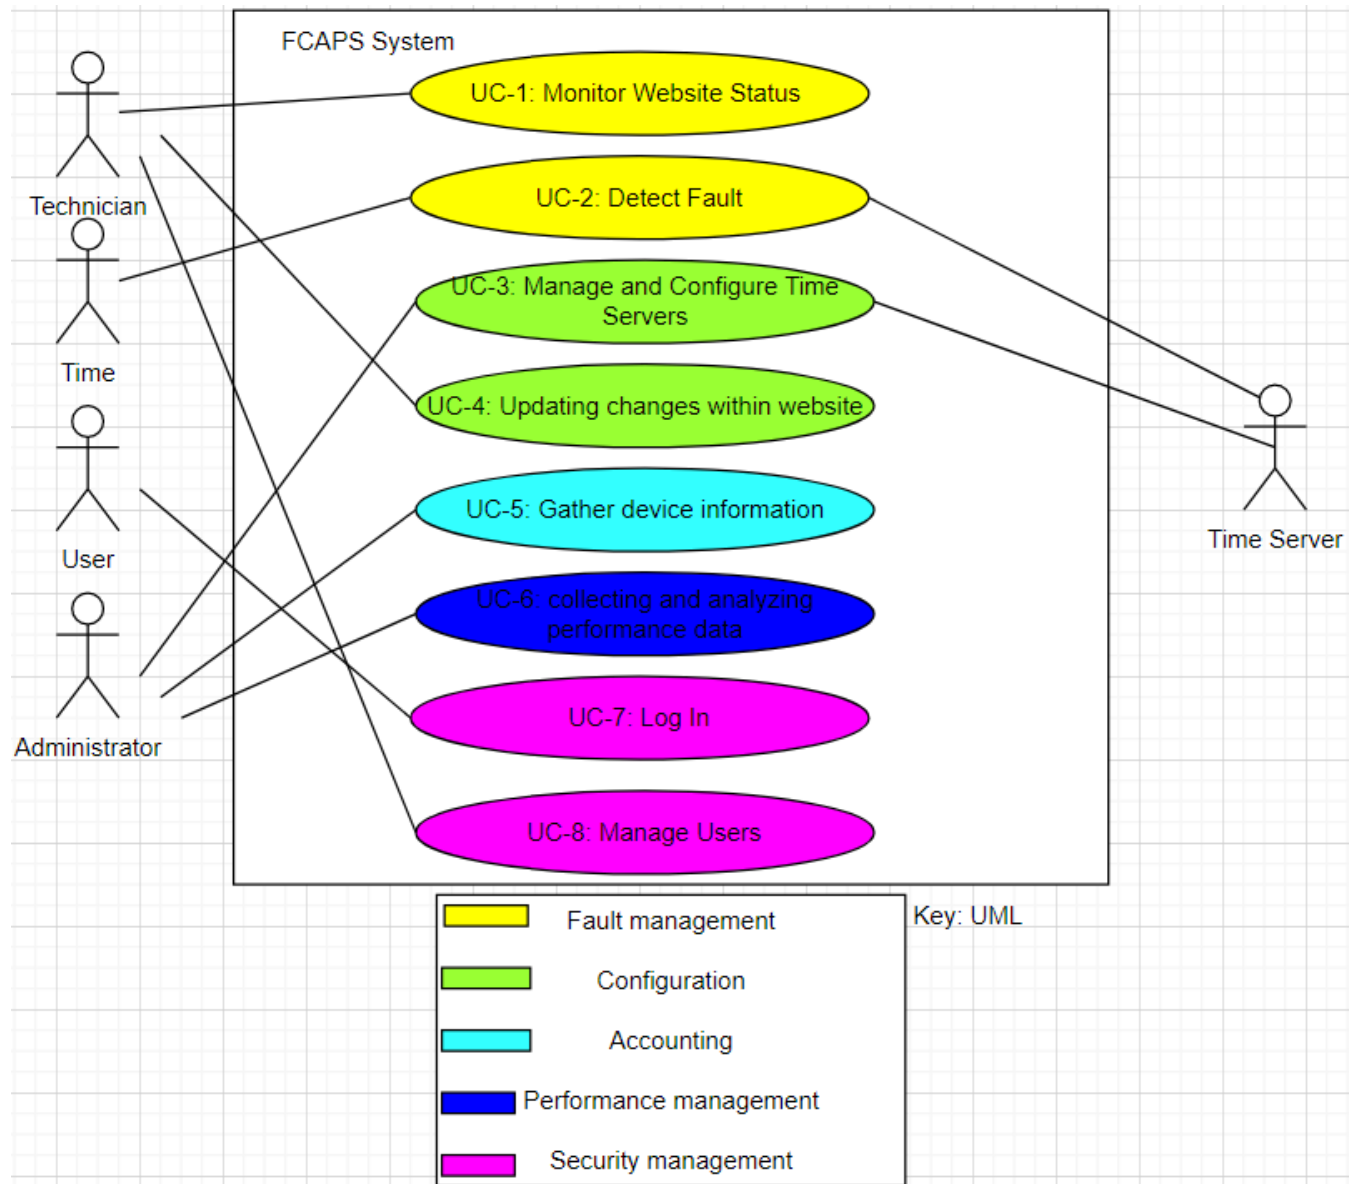 FCAPS System
Technician
Time
User
Administrator
UC-1: Monitor Website Status
UC-2: Detect Fault
UC-3: Manage and Configure Time
Servers
UC-4: Updating changes within website
UC-5: Gather device information
UC-6: collecting and analyzing
performance data
UC-7: Log In
UC-8: Manage Users
Time Server
Key: UML
Fault management
Configuration
Accounting
Performance management
Security management